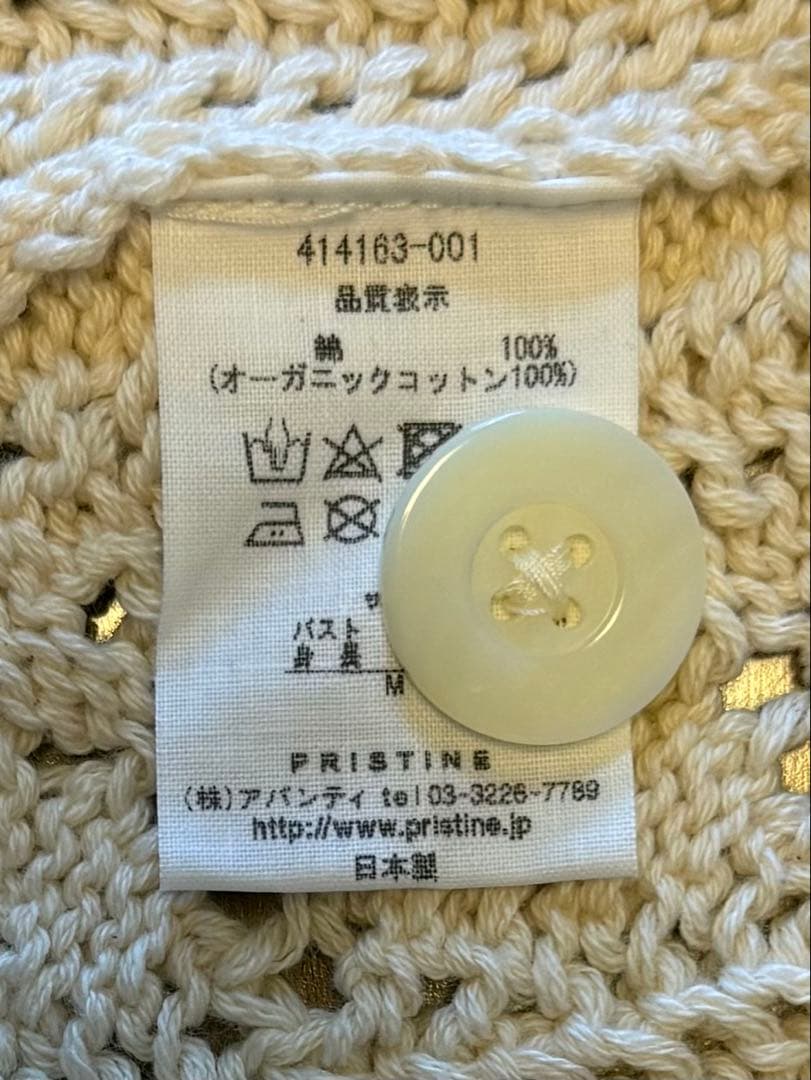 414163-001
品質表示
綿 100%
(オーガニックコットン100%)
バスト
身長
M
PRISTINE
(株)アバンティ tel 03-3226-7789
http://www.pristine.jp
日本製